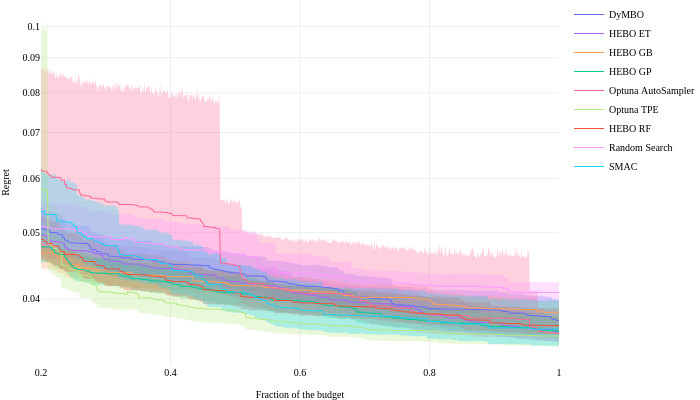 0.1
0.09
0.08
0.07
0.06
0.05
0.04
Regret
0.2
0.4
0.6
0.8
1
Fraction of the budget
DyMBO
HEBO ET
HEBO GB
HEBO GP
Optuna AutoSampler
Optuna TPE
HEBO RF
Random Search
SMAC